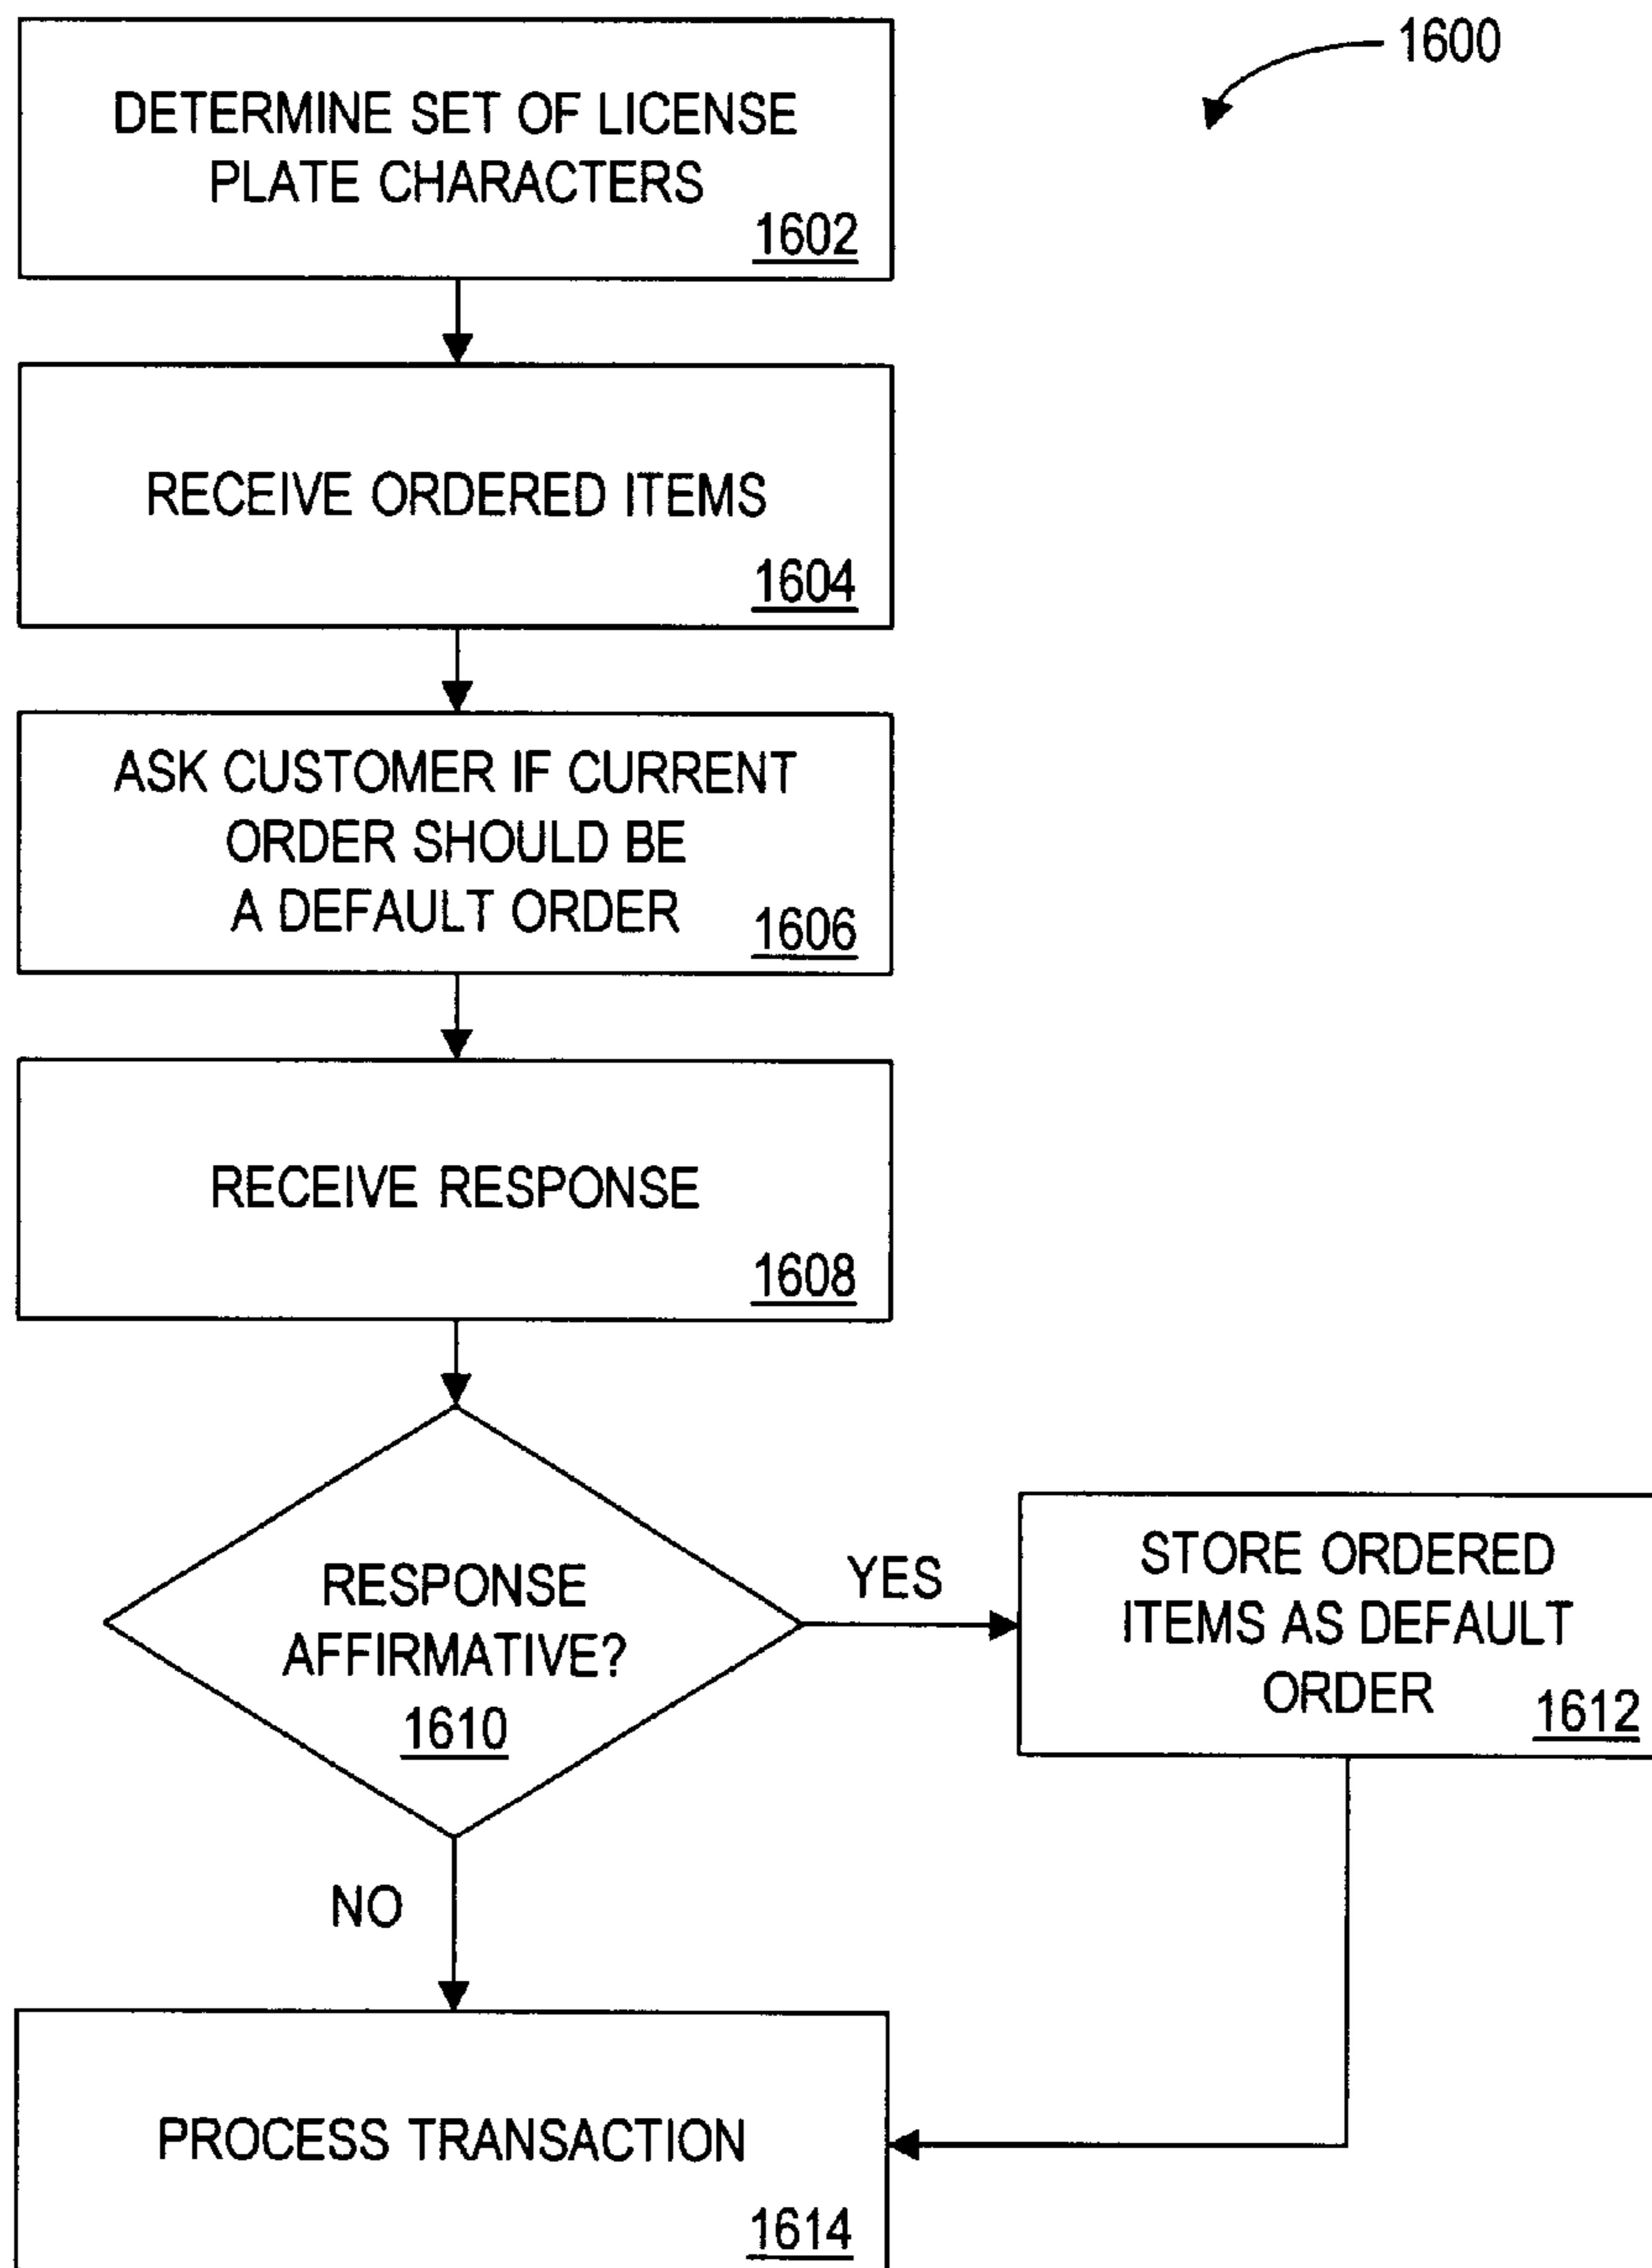 1600
DETERMINE SET OF LICENSE
PLATE CHARACTERS
1602
RECEIVE ORDERED ITEMS
1604
ASK CUSTOMER IF CURRENT
ORDER SHOULD BE
A DEFAULT ORDER
1606
RECEIVE RESPONSE
1608
RESPONSE
AFFIRMATIVE?
1610
YES
STORE ORDERED
ITEMS AS DEFAULT
ORDER
1612
NO
PROCESS TRANSACTION
1614